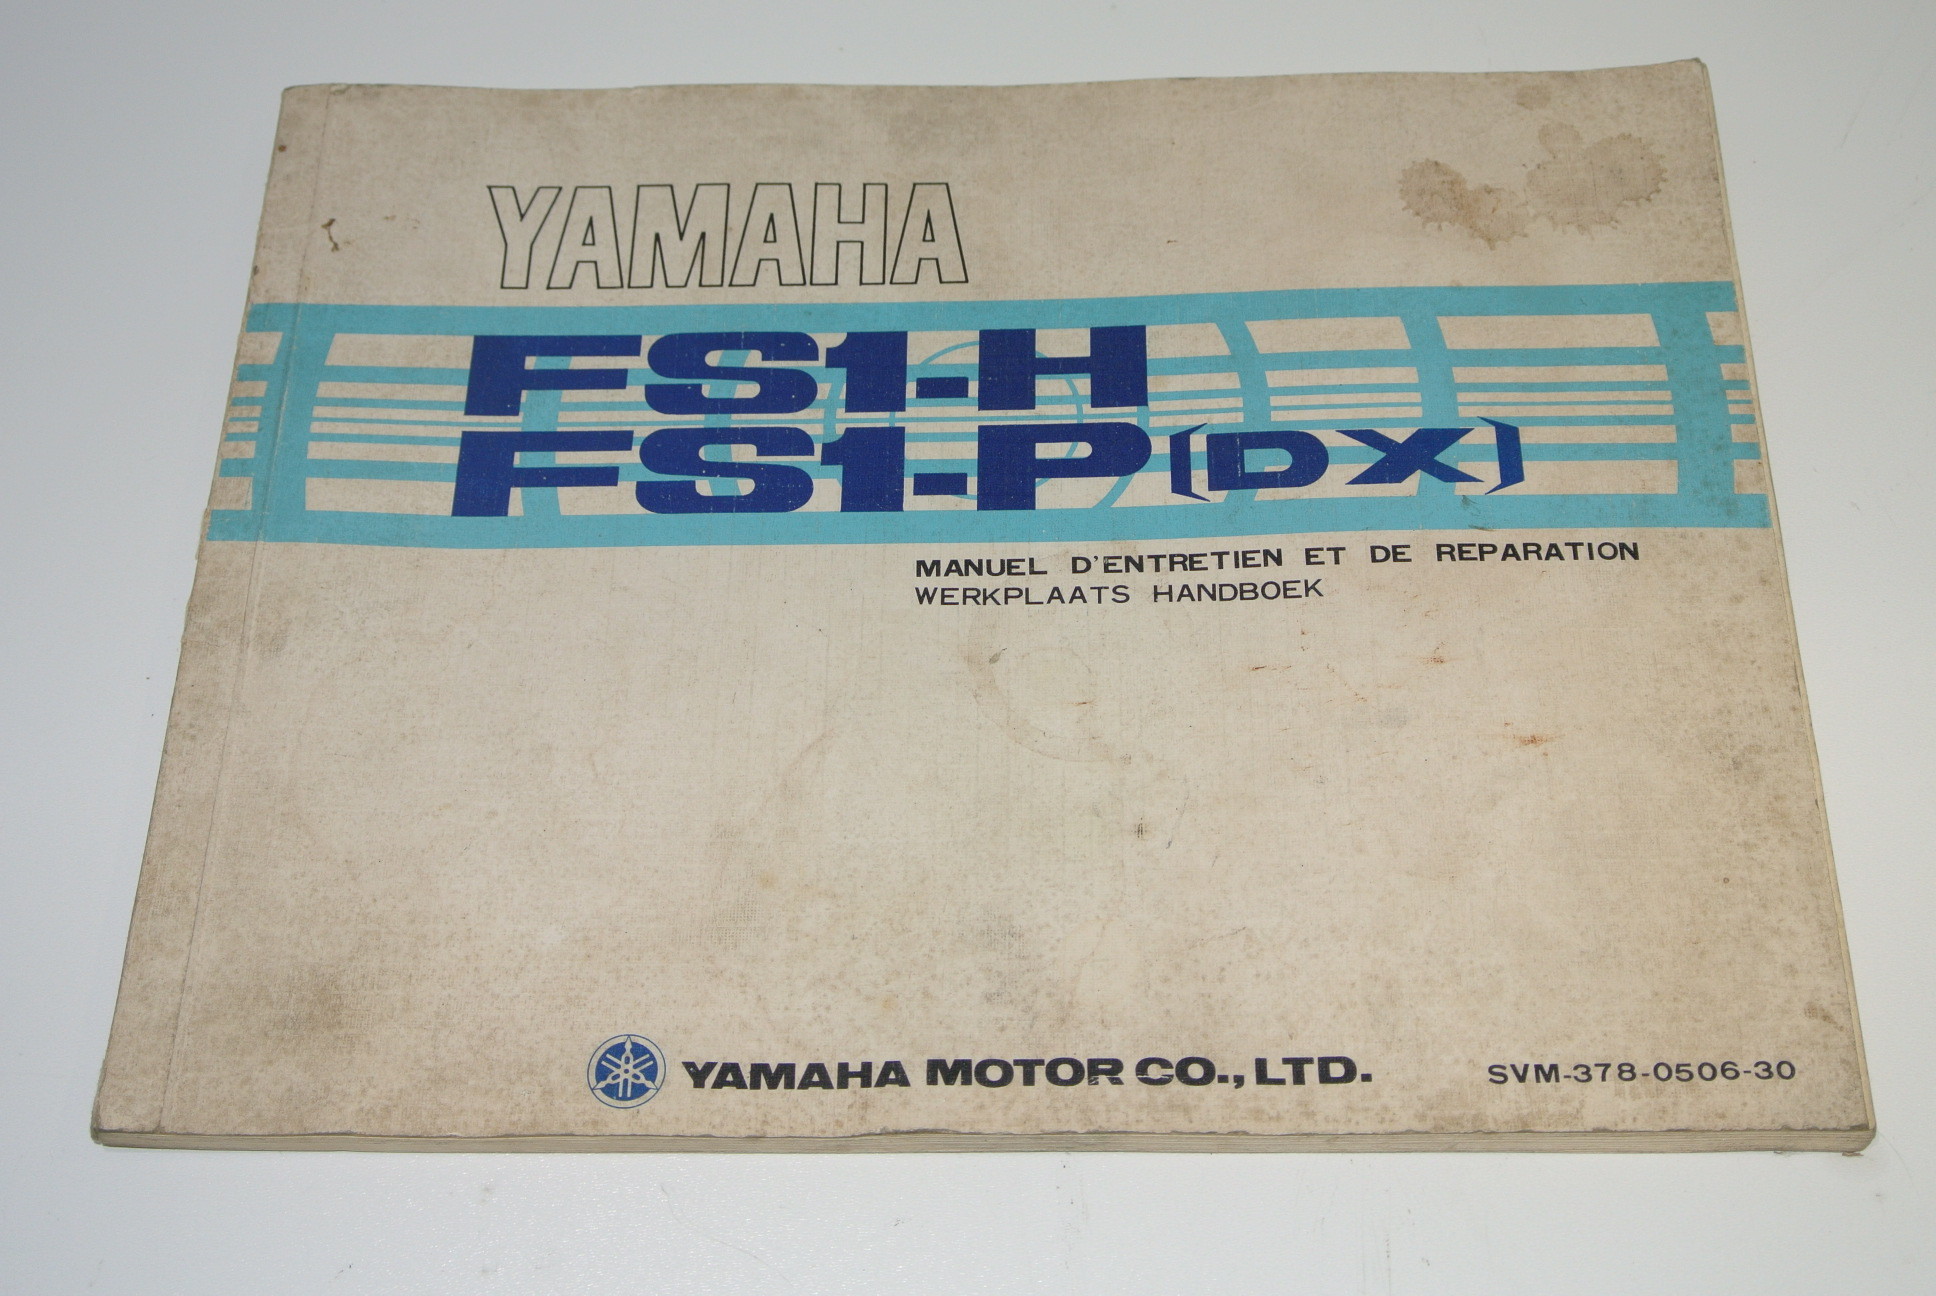 YAMAHA
FS1-H
FS1-P(DX)
MANUEL D'ENTRETIEN ET DE REPARATION
WERKPLAATS HANDBOEK
YAMAHA MOTOR CO., LTD.
SVM-378-0506-30